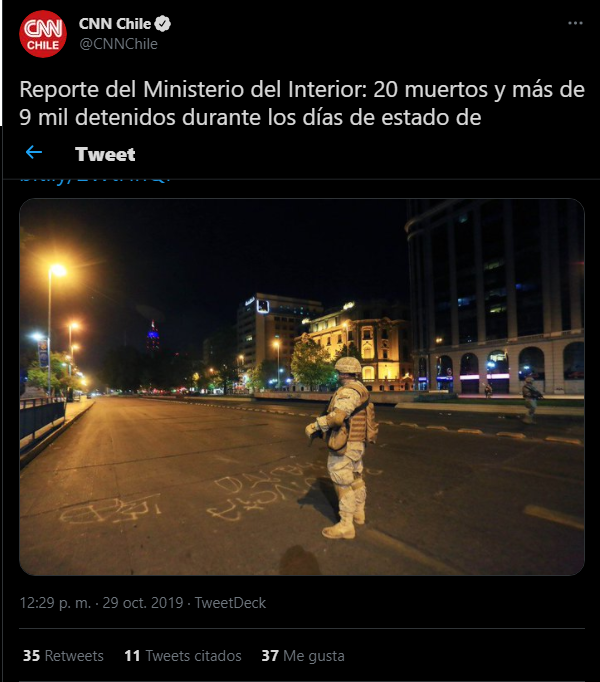 CNN Chile
CNN
CHILE
@CNNChile
Reporte del Ministerio del Interior: 20 muertos y más de
9 mil detenidos durante los días de estado de
Tweet
12:29 p. m. · 29 oct. 2019 · TweetDeck
35 Retweets 11 Tweets citados 37 Me gusta